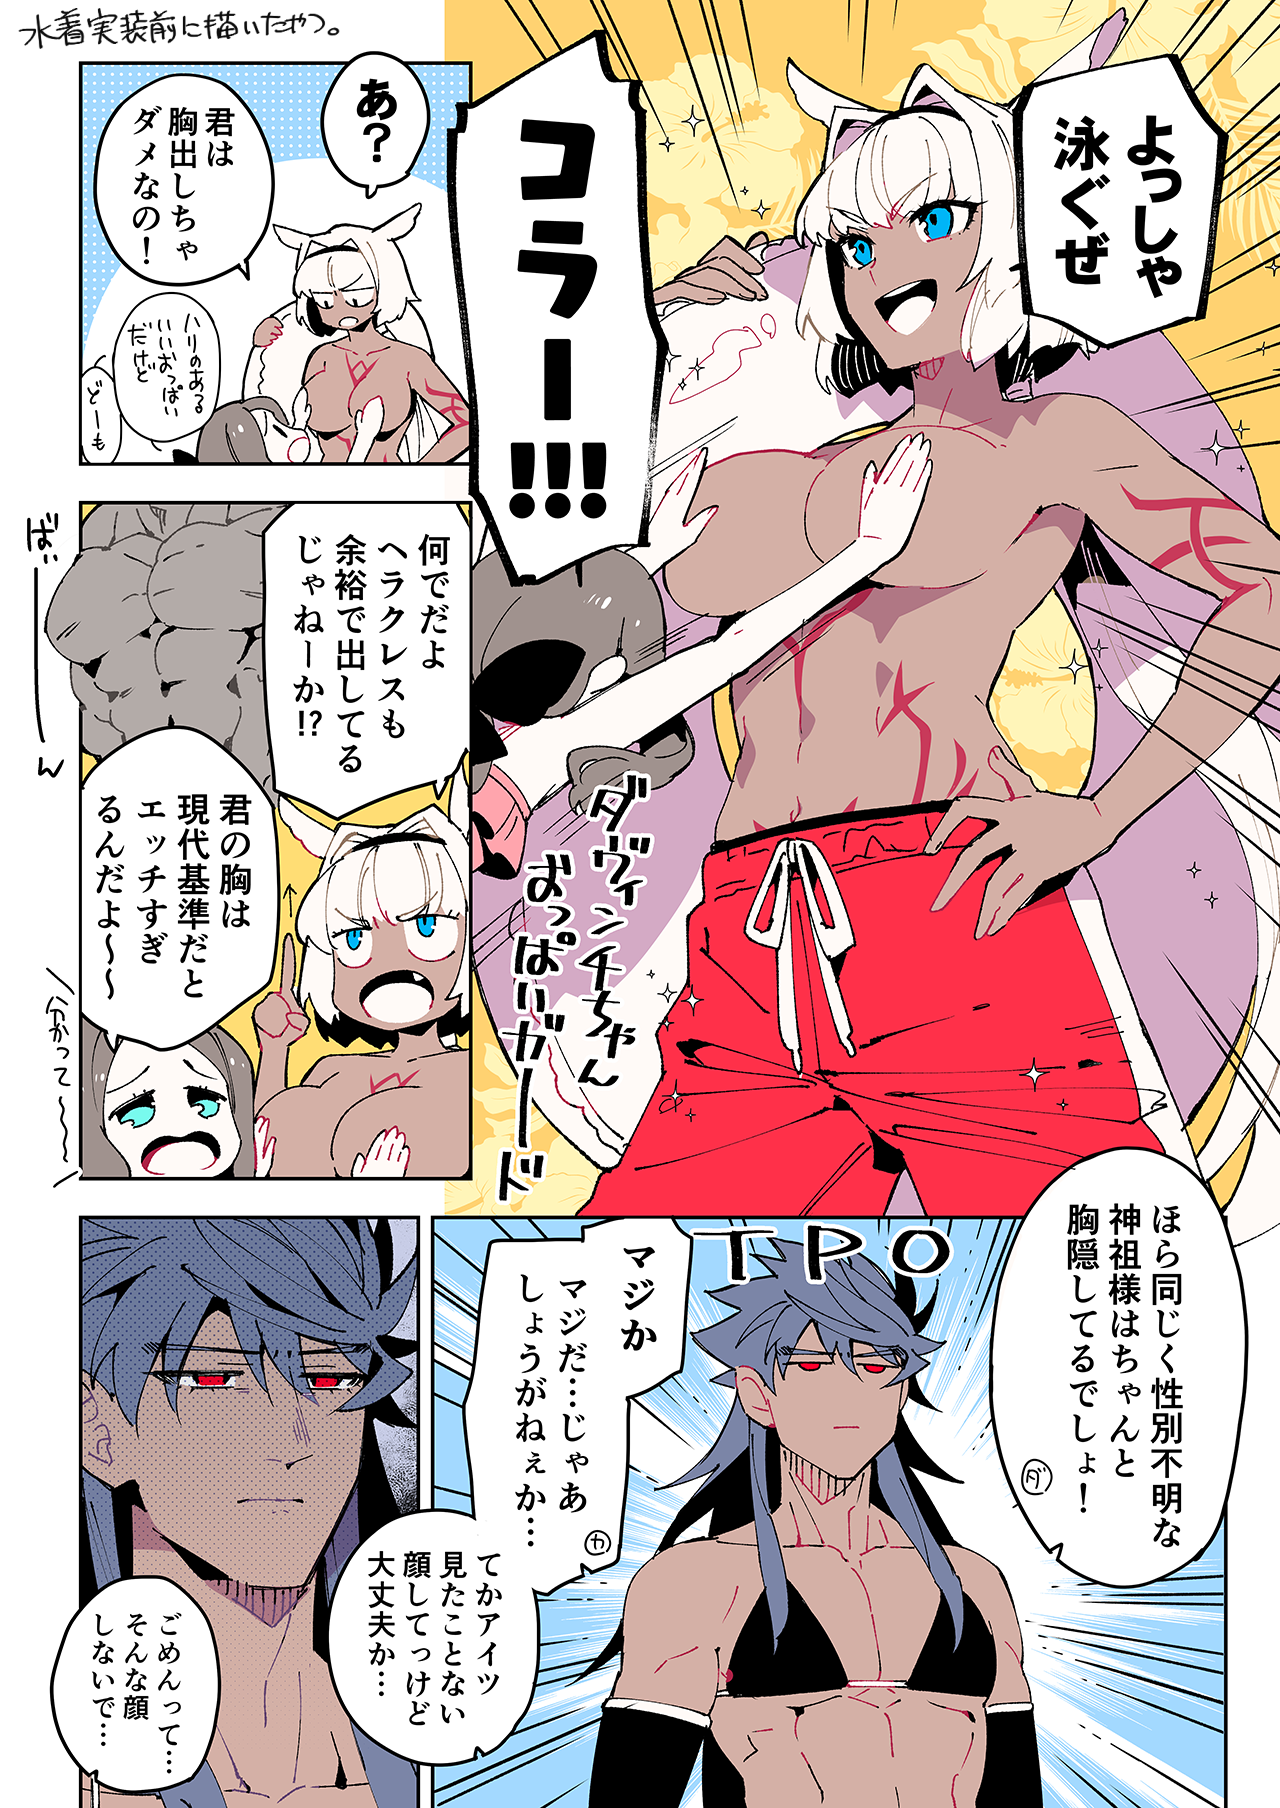 水着実装前に描いたやつ。
よっしゃ
泳ぐぜ
コラー!!!
ダヴィンチちゃん
おっぱいガード
あ?
君は
胸出しちゃ
ダメなの!
ハリのある
いいおっぱい
だけど
どーも
何でだよ
ヘラクレスも
余裕で出してる
じゃねーか!?
ばぃーーん
君の胸は
現代基準だと
エッチすぎ
るんだよ〜〜
分かって〜〜
ほら同じく性別不明な
神祖様はちゃんと
胸隠してるでしょ!
ダ
TPO
マジか
マジだ…じゃあ
しょうがねぇか…
カ
てかアイツ
見たことない
顔してっけど
大丈夫か…
ごめんって…
そんな顔
しないで…